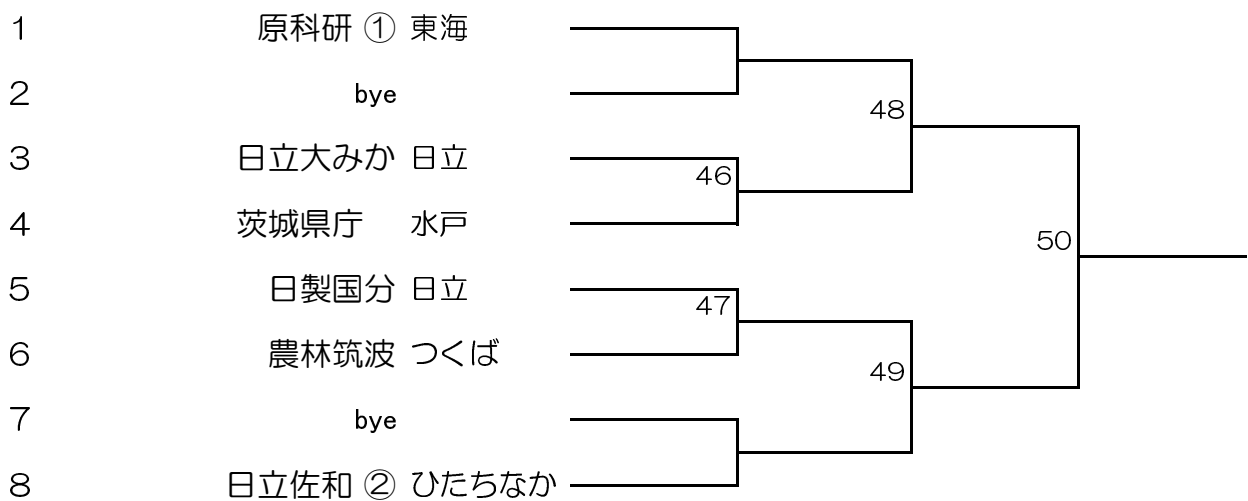 1 原科研 ① 東海
2 bye
48
3 日立大みか 日立
46
4 茨城県庁 水戸
50
5 日製国分 日立
47
6 農林筑波 つくば
49
7 bye
8 日立佐和 ② ひたちなか